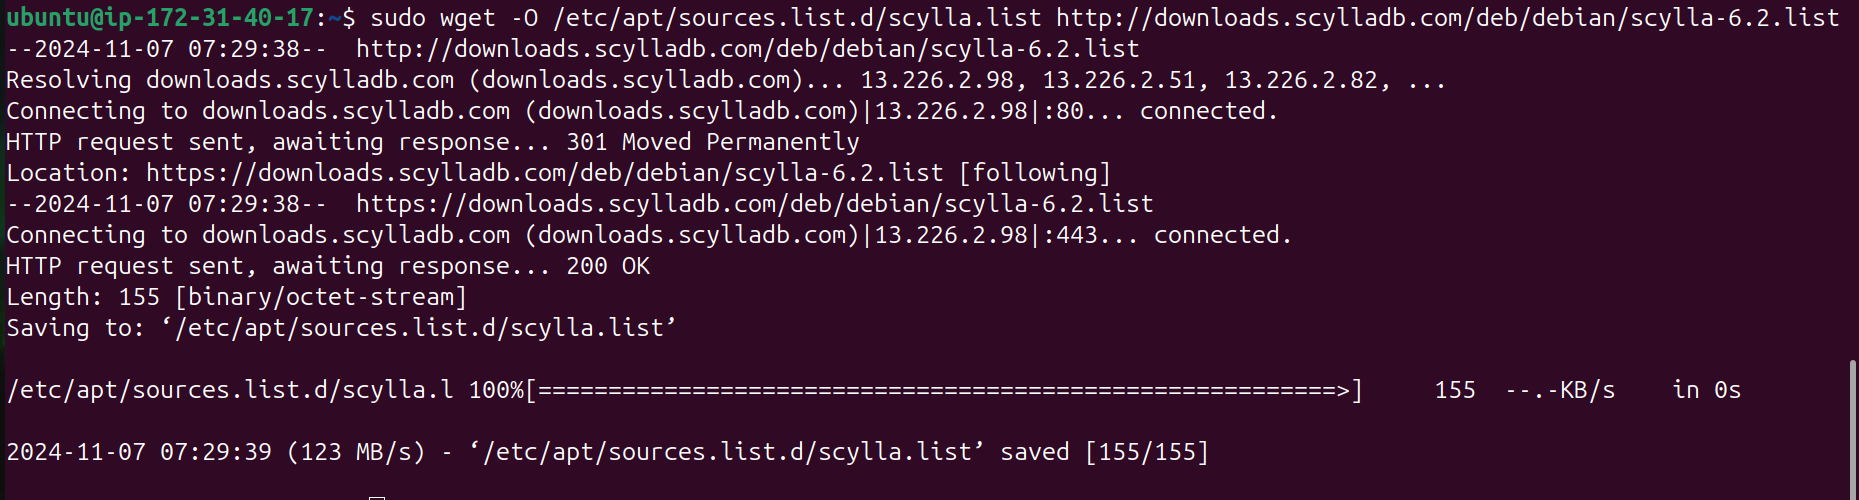 ubuntu@ip-172-31-40-17:~$ sudo wget -O /etc/apt/sources.list.d/scylla.list http://downloads.scylladb.com/deb/debian/scylla-6.2.list
--2024-11-07 07:29:38--  http://downloads.scylladb.com/deb/debian/scylla-6.2.list
Resolving downloads.scylladb.com (downloads.scylladb.com)... 13.226.2.98, 13.226.2.51, 13.226.2.82, ...
Connecting to downloads.scylladb.com (downloads.scylladb.com)|13.226.2.98|:80... connected.
HTTP request sent, awaiting response... 301 Moved Permanently
Location: https://downloads.scylladb.com/deb/debian/scylla-6.2.list [following]
--2024-11-07 07:29:38--  https://downloads.scylladb.com/deb/debian/scylla-6.2.list
Connecting to downloads.scylladb.com (downloads.scylladb.com)|13.226.2.98|:443... connected.
HTTP request sent, awaiting response... 200 OK
Length: 155 [binary/octet-stream]
Saving to: ‘/etc/apt/sources.list.d/scylla.list’
/etc/apt/sources.list.d/scylla.l 100%[=========================================================>]     155  --.-KB/s    in 0s
2024-11-07 07:29:39 (123 MB/s) - ‘/etc/apt/sources.list.d/scylla.list’ saved [155/155]